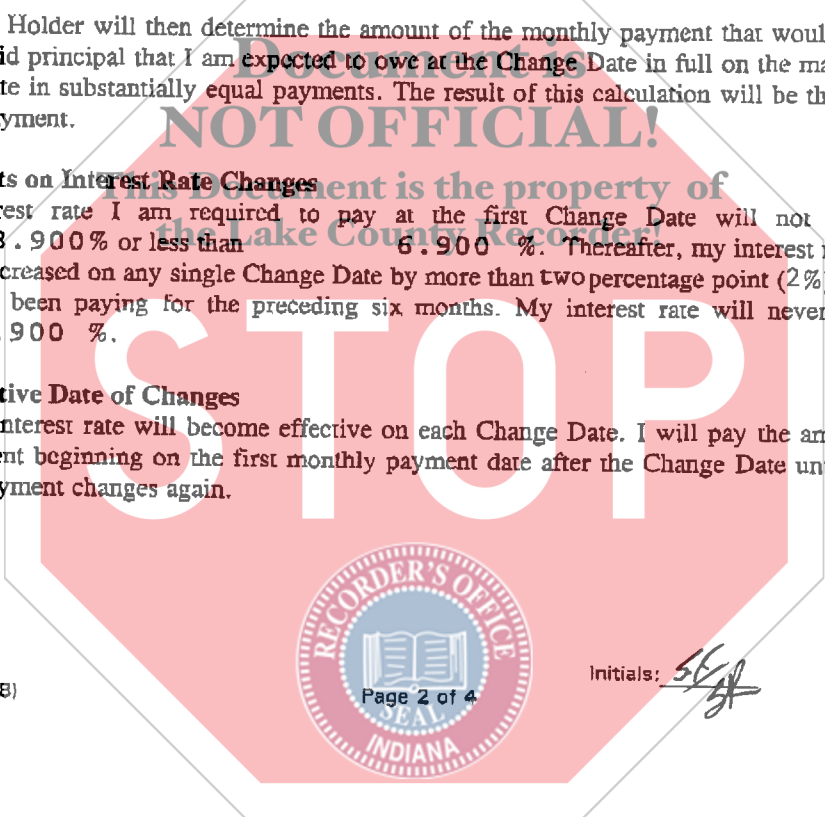 Holder will then determine the amount of the monthly payment that woul
id principal that I am expected to owe at the Change Date in full on the ma
te in substantially equal payments. The result of this calculation will be th
yment.
Document is
NOT OFFICIAL!
This Document is the property of
the Lake County Recorder!
ts on Interest Rate Changes
rest rate I am required to pay at the first Change Date will not
8.900% or less than 6.900 %. Thereafter, my interest r
creased on any single Change Date by more than two percentage point (2%)
been paying for the preceding six months. My interest rate will never
.900 %.
STOP
tive Date of Changes
nterest rate will become effective on each Change Date. I will pay the am
ent beginning on the first monthly payment date after the Change Date un
yment changes again.
RECORDER'S OFFICE
SEAL
INDIANA
Initials:
B)
Page 2 of 4